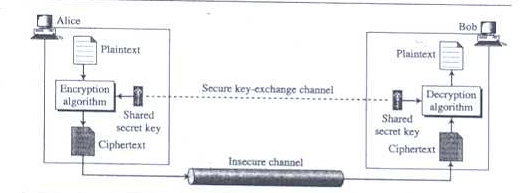 Alice
Bob
Plaintext
Plaintext
Encryption
algorithm
Secure key-exchange channel
Decryption
algorithm
Shared
secret key
Shared
secret key
Ciphertext
Ciphertext
Insecure channel